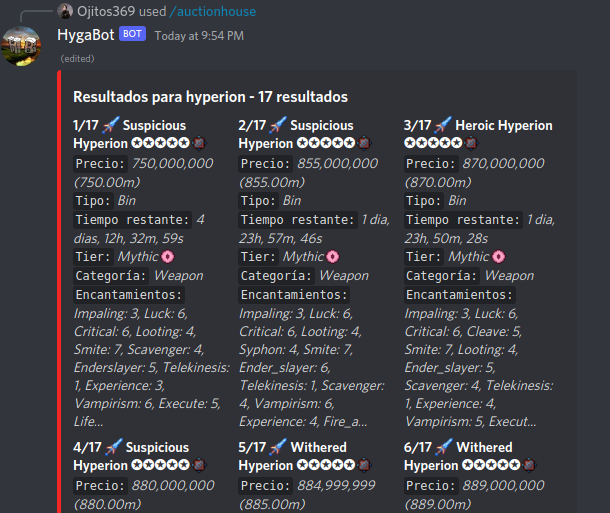 Ojitos369 used /auctionhouse
HygaBot BOT Today at 9:54 PM
(edited)
Resultados para hyperion - 17 resultados
1/17 🚀 Suspicious
Hyperion ✪✪✪✪✪
Precio: 750,000,000
(750.00m)
Tipo: Bin
Tiempo restante: 4
dias, 12h, 32m, 59s
Tier: Mythic
Categoría: Weapon
Encantamientos:
Impaling: 3, Luck: 6,
Critical: 6, Looting: 4,
Smite: 7, Scavenger: 4,
Enderslayer: 5, Telekinesis:
1, Experience: 3,
Vampirism: 6, Execute: 5,
Life...
2/17 🚀 Suspicious
Hyperion ✪✪✪✪✪
Precio: 855,000,000
(855.00m)
Tipo: Bin
Tiempo restante: 1 dia,
23h, 57m, 46s
Tier: Mythic
Categoría: Weapon
Encantamientos:
Impaling: 3, Luck: 6,
Critical: 6, Looting: 4,
Syphon: 4, Smite: 7,
Ender_slayer: 6,
Telekinesis: 1, Scavenger:
4, Vampirism: 6,
Experience: 4, Fire_a...
3/17 🚀 Heroic Hyperion
✪✪✪✪✪
Precio: 870,000,000
(870.00m)
Tipo: Bin
Tiempo restante: 1 dia,
23h, 50m, 28s
Tier: Mythic
Categoría: Weapon
Encantamientos:
Impaling: 3, Luck: 6,
Critical: 6, Cleave: 5,
Smite: 7, Looting: 4,
Ender_slayer: 5,
Scavenger: 4, Telekinesis:
1, Experience: 4,
Vampirism: 5, Execut...
4/17 🚀 Suspicious
Hyperion ✪✪✪✪✪
Precio: 880,000,000
(880.00m)
5/17 🚀 Withered
Hyperion ✪✪✪✪✪
Precio: 884,999,999
(885.00m)
6/17 🚀 Withered
Hyperion ✪✪✪✪✪
Precio: 889,000,000
(889.00m)